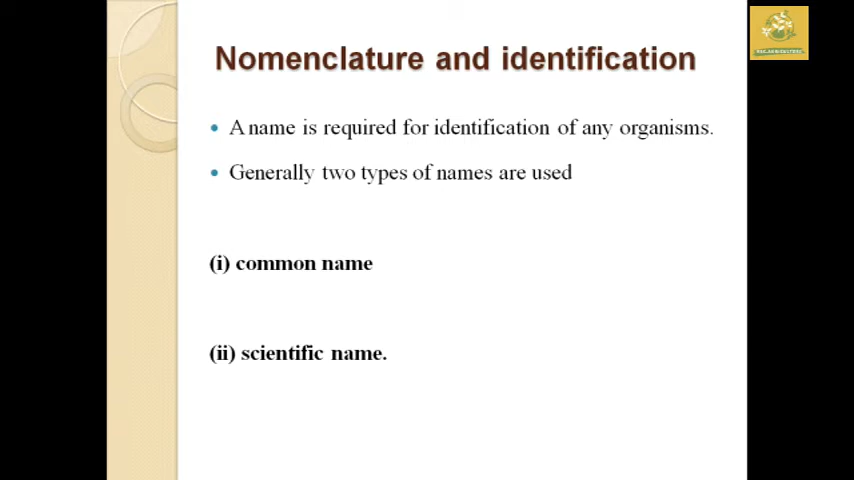 Nomenclature and identification
A name is required for identification of any organisms.
Generally two types of names are used
(i) common name
(ii) scientific name.